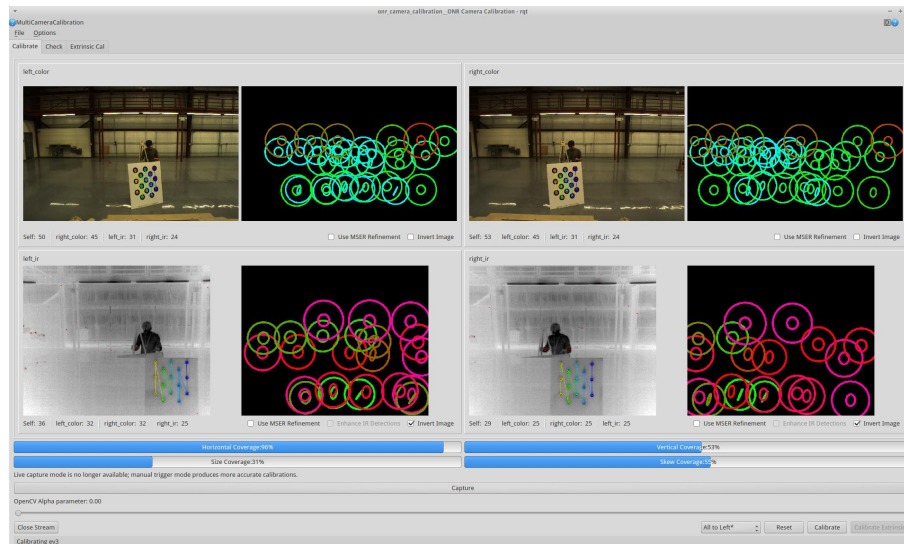 onr_camera_calibration__ONR Camera Calibration - rqt
MultiCameraCalibration
File Options
Calibrate Check Extrinsic Cal
left_color
right_color
Self: 50 right_color: 45 left_ir: 31 right_ir: 24
Use MSER Refinement Invert Image
Self: 53 left_color: 45 left_ir: 31 right_ir: 24
Use MSER Refinement Invert Image
left_ir
right_ir
Self: 36 left_color: 32 right_color: 32 right_ir: 25
Use MSER Refinement Enhance IR Detections Invert Image
Self: 29 left_color: 25 right_color: 25 left_ir: 25
Use MSER Refinement Enhance IR Detections Invert Image
Horizontal Coverage:96%
Vertical Coverage:53%
Size Coverage:31%
Skew Coverage:55%
Live capture mode is no longer available; manual trigger mode produces more accurate calibrations.
Capture
OpenCV Alpha parameter: 0.00
Close Stream
All to Left* Reset Calibrate Calibrate
Calibrating ev3